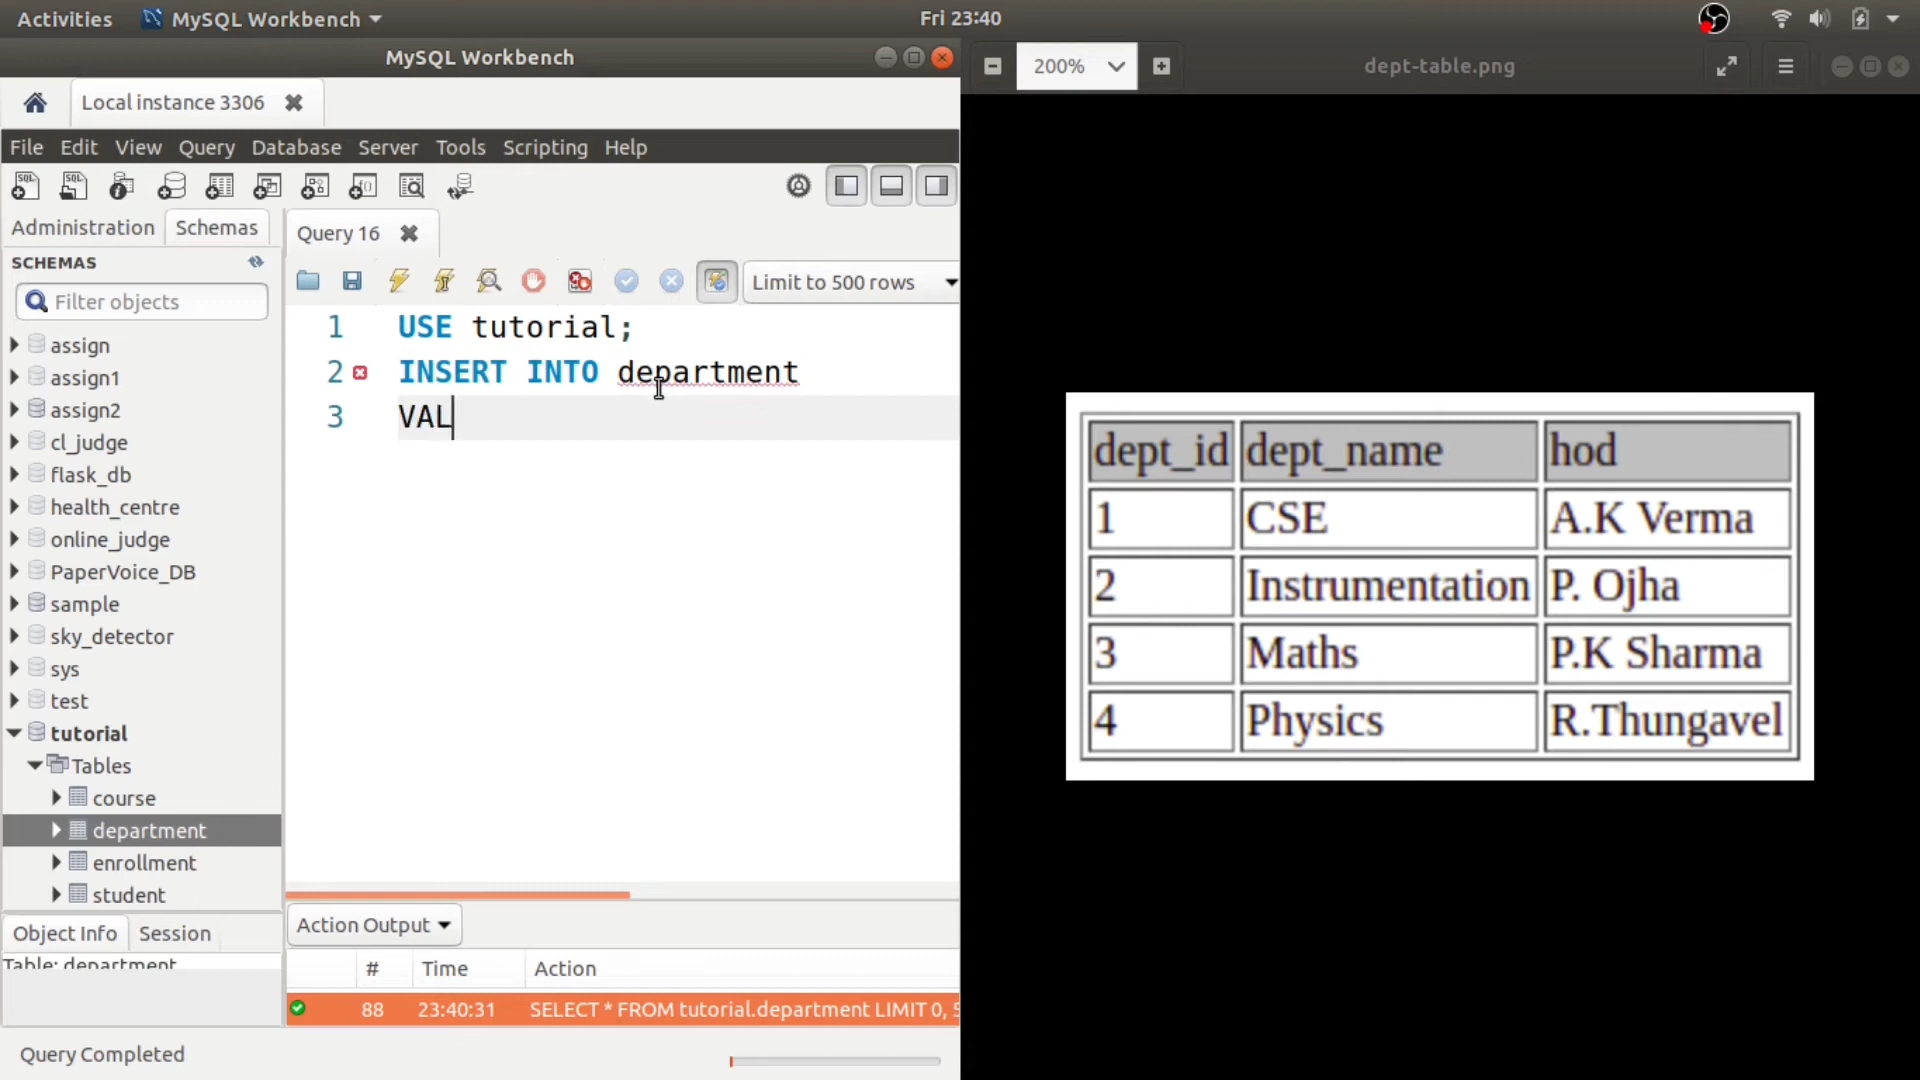 Activities MySQL Workbench Fri 23:40
MySQL Workbench
Local instance 3306
File Edit View Query Database Server Tools Scripting Help
Administration Schemas
SCHEMAS
Filter objects
assign
assign1
assign2
cl_judge
flask_db
health_centre
online_judge
PaperVoice_DB
sample
sky_detector
sys
test
tutorial
Tables
course
department
enrollment
student
Object Info Session
Table: department
Query 16
Limit to 500 rows
1 USE tutorial;
2 INSERT INTO department
3 VAL
Action Output
# Time Action
88 23:40:31 SELECT * FROM tutorial.department LIMIT 0, 5
Query Completed
200% dept-table.png
dept_id dept_name hod
1 CSE A.K Verma
2 Instrumentation P. Ojha
3 Maths P.K Sharma
4 Physics R.Thungavel